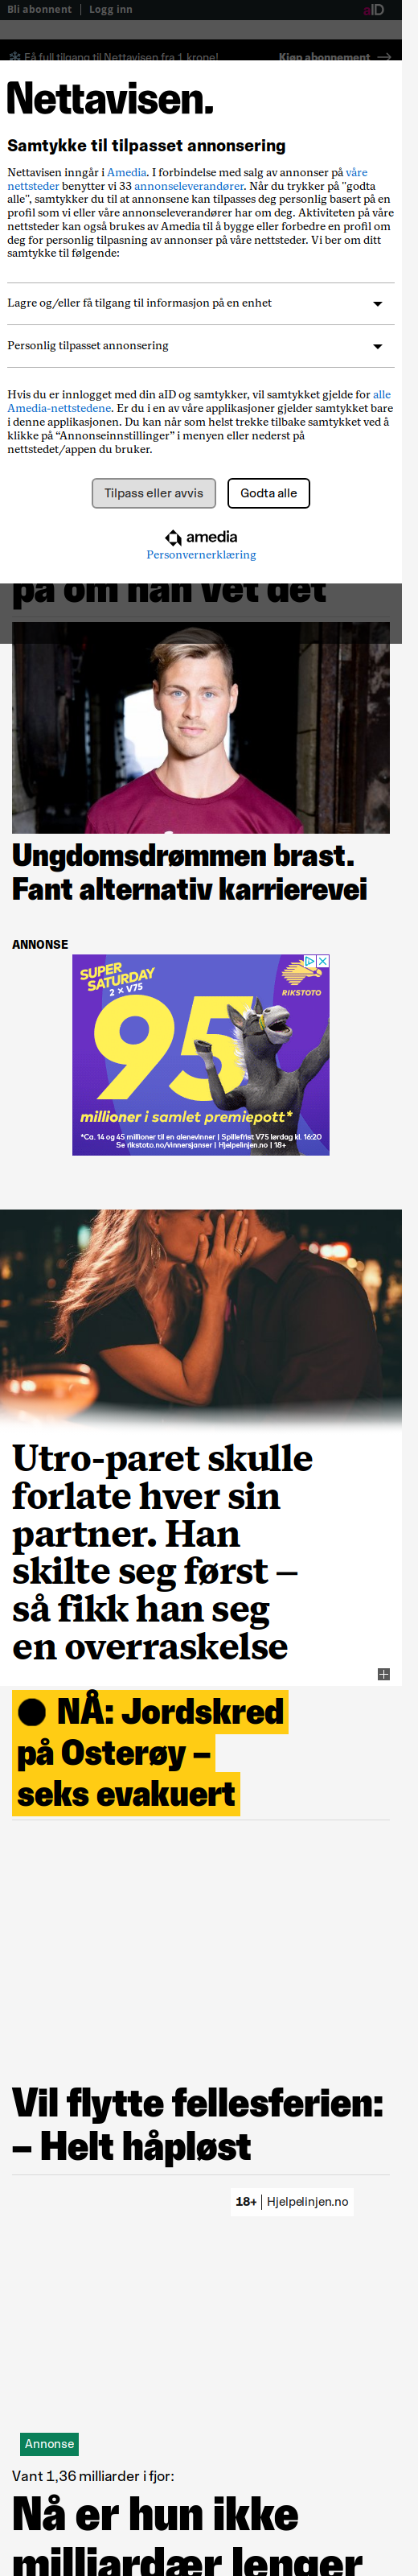 Bli abonnent | Logg inn
aID
Få full tilgang til Nettavisen fra 1 krone!
Kjøp abonnement
Nettavisen.
Samtykke til tilpasset annonsering
Nettavisen inngår i Amedia. I forbindelse med salg av annonser på våre
nettsteder benytter vi 33 annonseleverandører. Når du trykker på "godta
alle", samtykker du til at annonsene kan tilpasses deg personlig basert på en
profil som vi eller våre annonseleverandører har om deg. Aktiviteten på våre
nettsteder kan også brukes av Amedia til å bygge eller forbedre en profil om
deg for personlig tilpasning av annonser på våre nettsteder. Vi ber om ditt
samtykke til følgende:
Lagre og/eller få tilgang til informasjon på en enhet
Personlig tilpasset annonsering
Hvis du er innlogget med din aID og samtykker, vil samtykket gjelde for alle
Amedia-nettstedene. Er du i en av våre applikasjoner gjelder samtykket bare
i denne applikasjonen. Du kan når som helst trekke tilbake samtykket ved å
klikke på “Annonseinnstillinger” i menyen eller nederst på
nettstedet/appen du bruker.
Tilpass eller avvis
Godta alle
amedia
Personvernerklæring
på om han vet det
Ungdomsdrømmen brast.
Fant alternativ karrierevei
ANNONSE
SUPER
SATURDAY
2 x V75
RIKSTOTO
95
millioner i samlet premiepott*
*Ca. 14 og 45 millioner til en alenevinner | Spillefrist V75 lørdag kl. 16:20
Se rikstoto.no/vinnersjanser | Hjelpelinjen.no | 18+
Utro-paret skulle
forlate hver sin
partner. Han
skilte seg først –
så fikk han seg
en overraskelse
NÅ: Jordskred
på Osterøy –
seks evakuert
Vil flytte fellesferien:
– Helt håpløst
18+ | Hjelpelinjen.no
Annonse
Vant 1,36 milliarder i fjor:
Nå er hun ikke
milliardær lenger